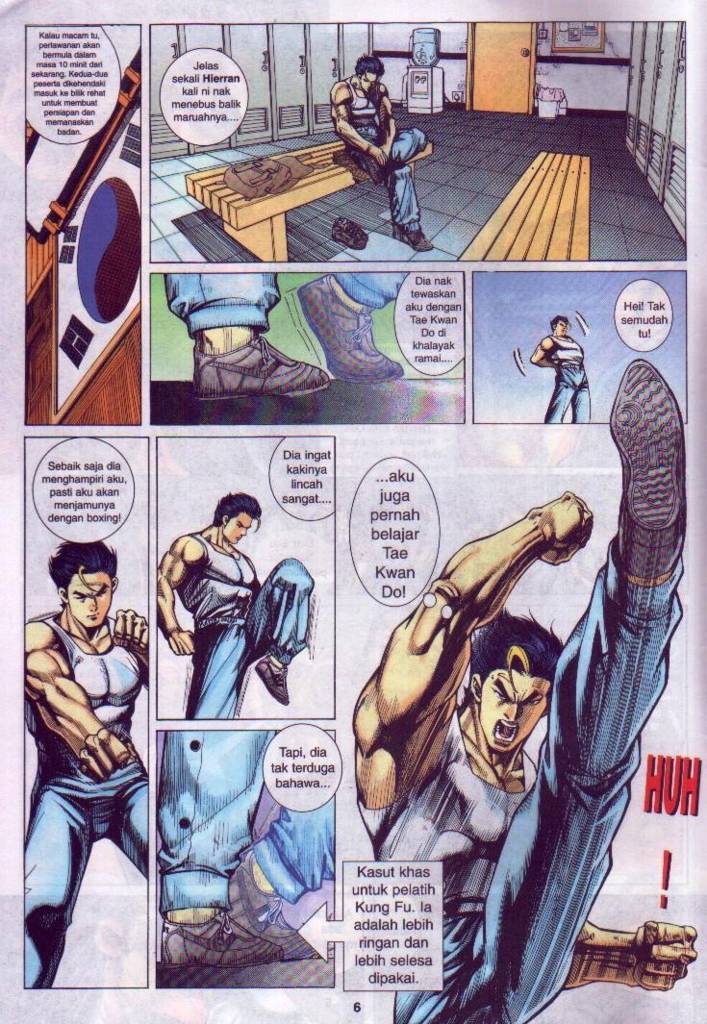 Kalau macam tu,
perlawanan akan
bermula dalam
masa 10 minit dari
sekarang. Kedua-dua
peserta dikehendaki
masuk ke bilik rehat
untuk membuat
persiapan dan
memanaskan
badan.
Jelas
sekali Hierran
kali ni nak
menebus balik
maruahnya....
Dia nak
tewaskan
aku dengan
Tae Kwan
Do di
khalayak
ramai....
Hei! Tak
semudah
tu!
Sebaik saja dia
menghampiri aku,
pasti aku akan
menjamunya
dengan boxing!
Dia ingat
kakinya
lincah
sangat....
Tapi, dia
tak terduga
bahawa...
...aku
juga
pernah
belajar
Tae
Kwan
Do!
HUH
!
Kasut khas
untuk pelatih
Kung Fu. Ia
adalah lebih
ringan dan
lebih selesa
dipakai.
6